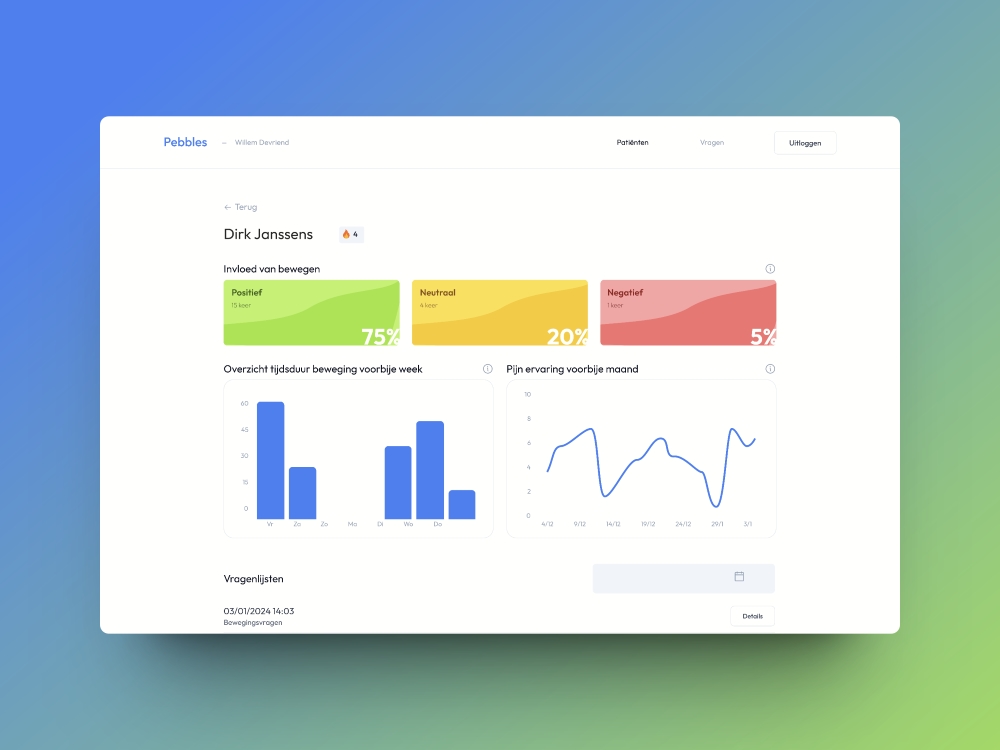 Pebbles – Willem Devriend Patiënten Vragen Uitloggen
← Terug
Dirk Janssens 4
Invloed van bewegen
Positief
15 keer
75%
Neutraal
4 keer
20%
Negatief
1 keer
5%
Overzicht tijdsduur beweging voorbije week
60
45
30
15
0
Vr Za Zo Ma Di Wo Do
Pijn ervaring voorbije maand
10
8
6
4
2
0
4/12 9/12 14/12 19/12 24/12 29/1 3/1
Vragenlijsten
03/01/2024 14:03
Bewegingsvragen
Details